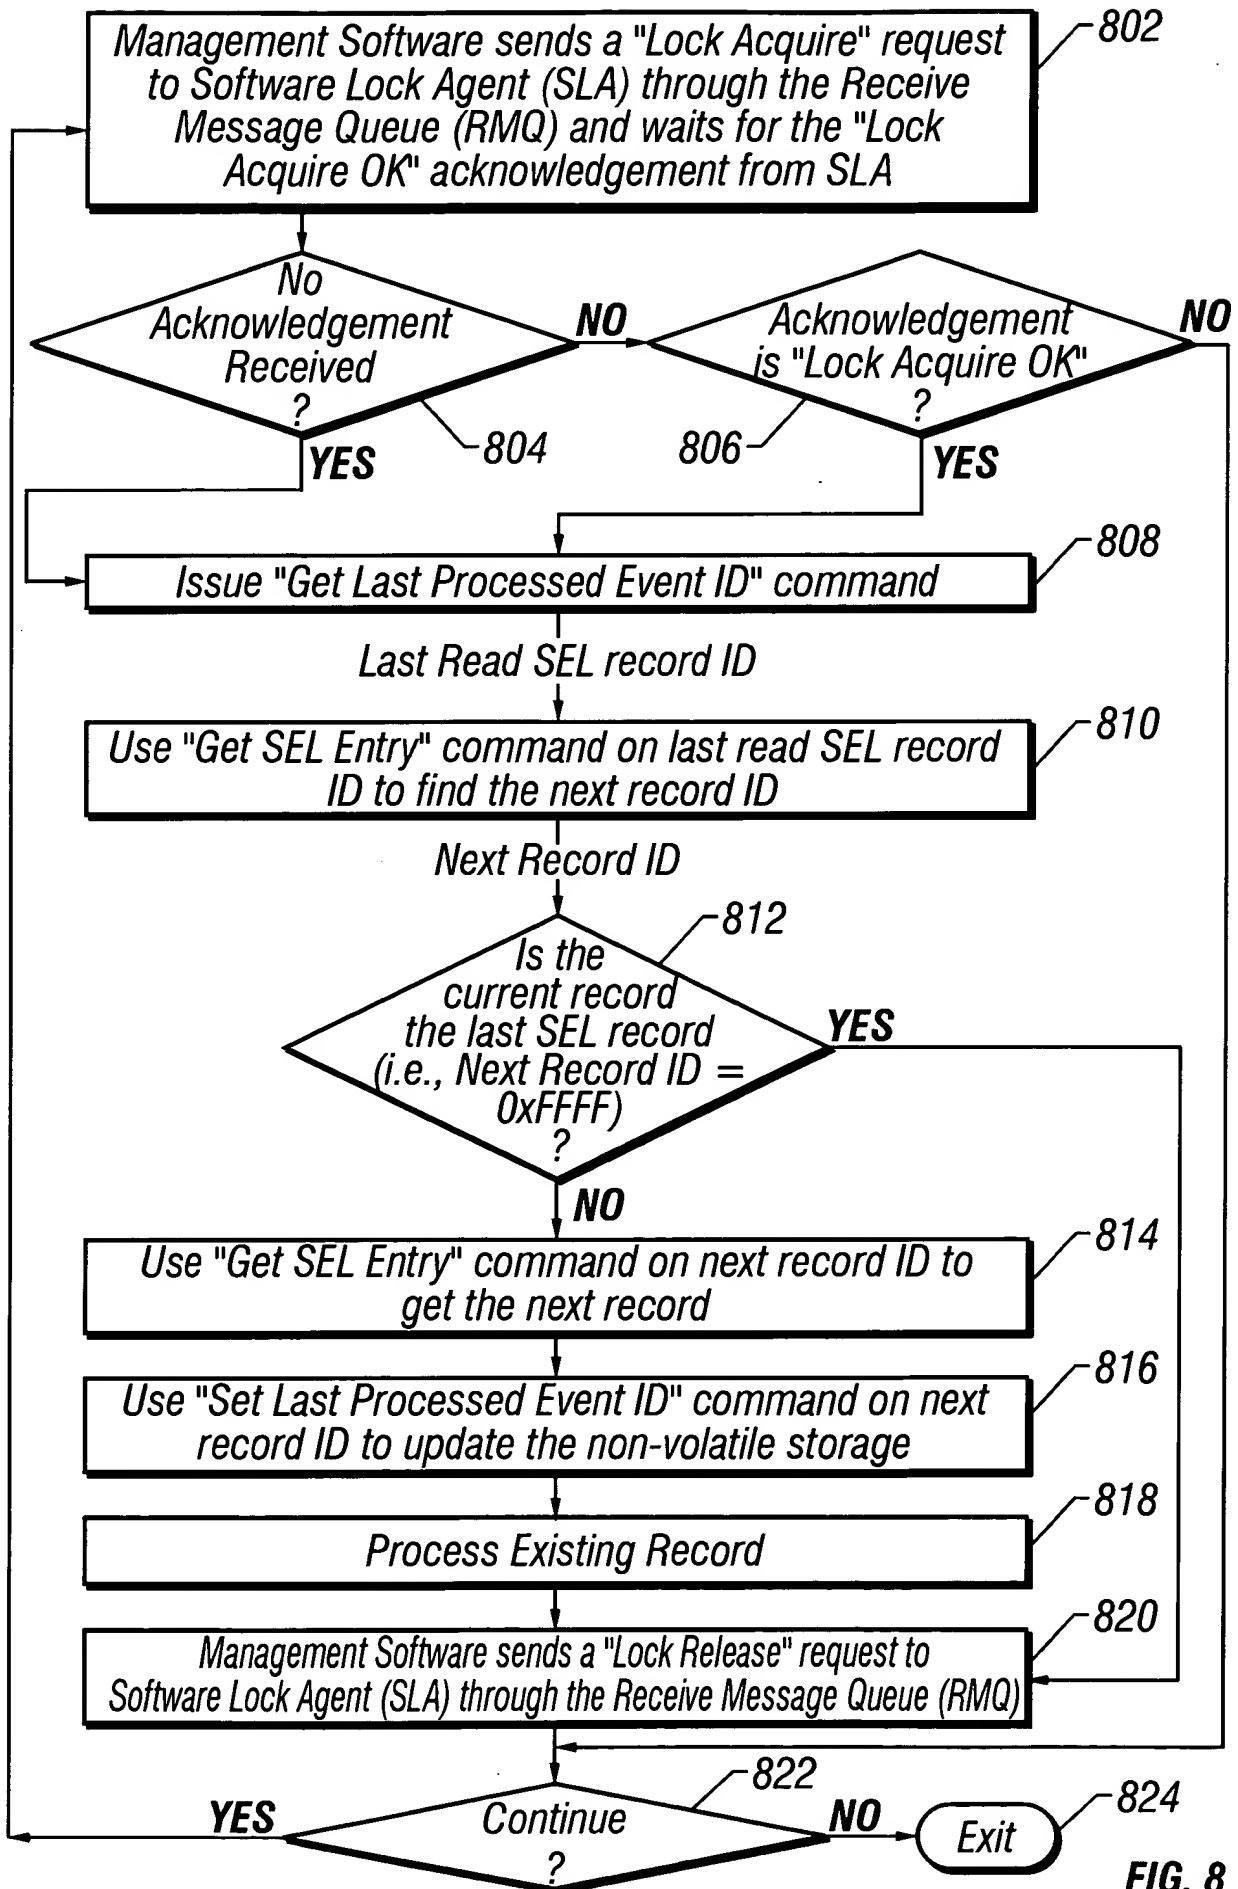 Management Software sends a "Lock Acquire" request
to Software Lock Agent (SLA) through the Receive
Message Queue (RMQ) and waits for the "Lock
Acquire OK" acknowledgement from SLA
802
No
Acknowledgement
Received
?
804
NO
YES
Acknowledgement
is "Lock Acquire OK"
?
806
NO
YES
Issue "Get Last Processed Event ID" command
808
Last Read SEL record ID
Use "Get SEL Entry" command on last read SEL record
ID to find the next record ID
810
Next Record ID
Is the
current record
the last SEL record
(i.e., Next Record ID =
0xFFFF)
?
812
YES
NO
Use "Get SEL Entry" command on next record ID to
get the next record
814
Use "Set Last Processed Event ID" command on next
record ID to update the non-volatile storage
816
Process Existing Record
818
Management Software sends a "Lock Release" request to
Software Lock Agent (SLA) through the Receive Message Queue (RMQ)
820
Continue
?
822
YES
NO
Exit
824
FIG. 8